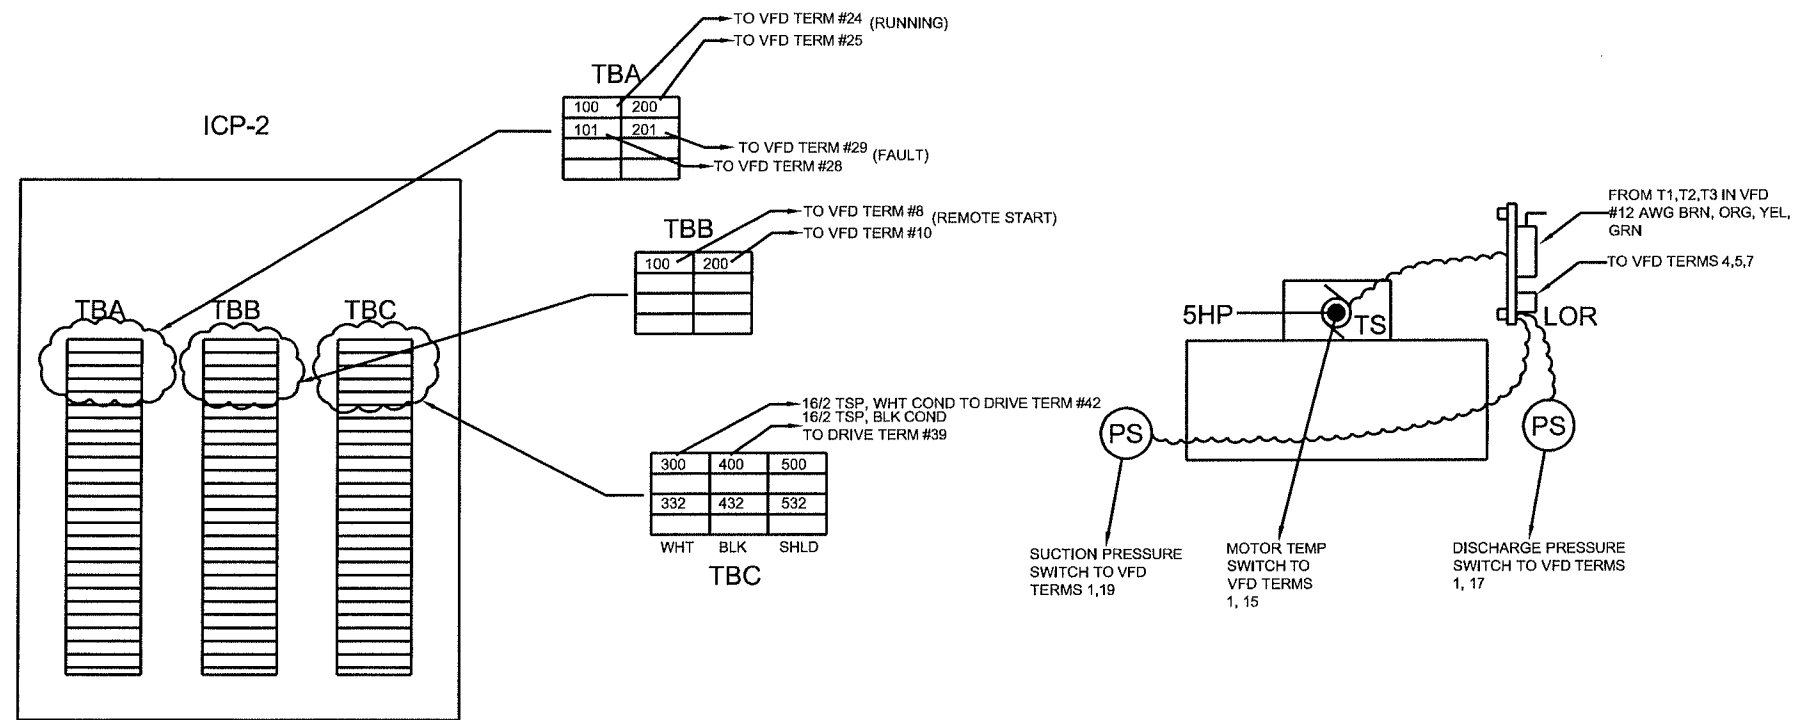 ICP-2
TBA
TBB
TBC
TO VFD TERM #24 (RUNNING)
TO VFD TERM #25
TBA
100 200
101 201
TO VFD TERM #29
(FAULT)
TO VFD TERM #28
TO VFD TERM #8 (REMOTE START)
TO VFD TERM #10
TBB
100 200
16/2 TSP, WHT COND TO DRIVE TERM #42
16/2 TSP, BLK COND
TO DRIVE TERM #39
300 400 500
332 432 532
WHT BLK SHLD
TBC
FROM T1,T2,T3 IN VFD
#12 AWG BRN, ORG, YEL,
GRN
TO VFD TERMS 4,5,7
LOR
5HP
TS
PS
PS
SUCTION PRESSURE
SWITCH TO VFD
TERMS 1,19
MOTOR TEMP
SWITCH TO
VFD TERMS
1, 15
DISCHARGE PRESSURE
SWITCH TO VFD TERMS
1, 17